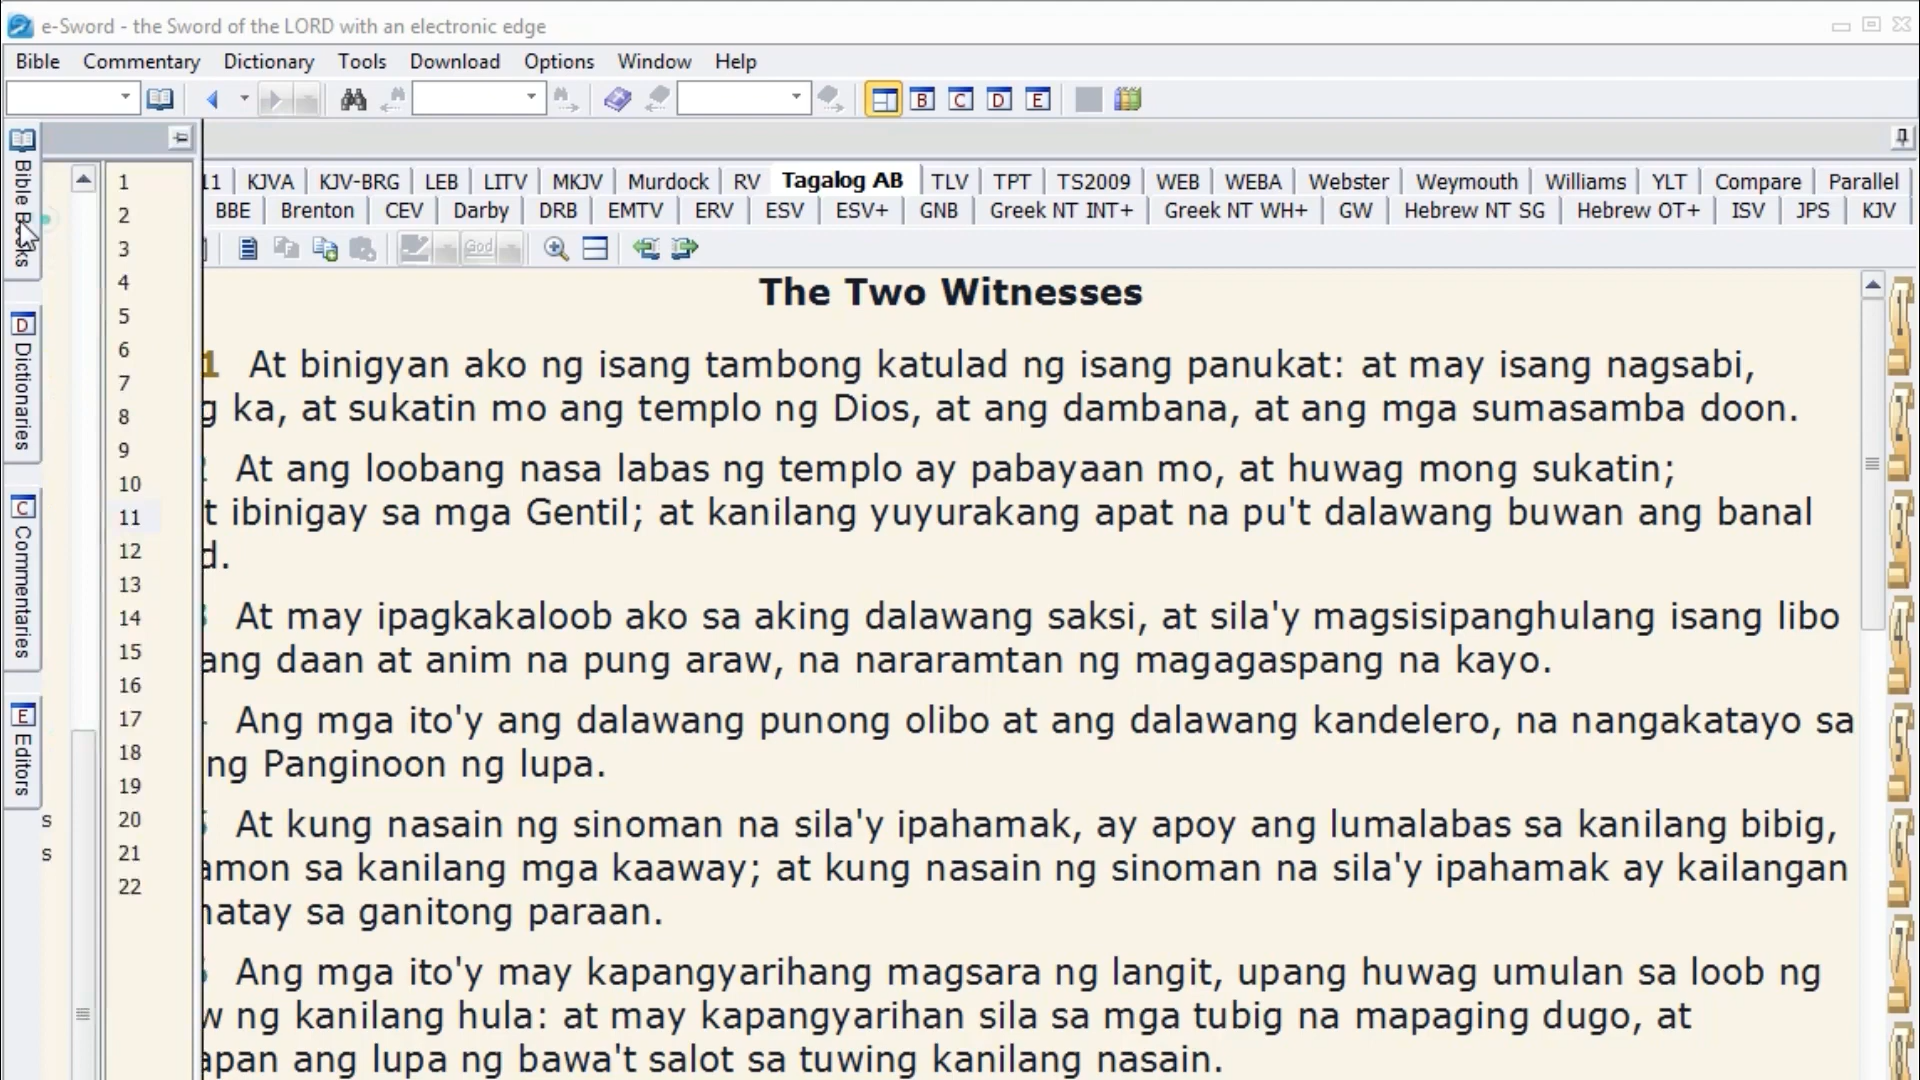 e-Sword - the Sword of the LORD with an electronic edge
Bible Commentary Dictionary Tools Download Options Window Help
B C D E
11 KJVA KJV-BRG LEB LITV MKJV Murdock RV Tagalog AB TLV TPT TS2009 WEB WEBA Webster Weymouth Williams YLT Compare Parallel
BBE Brenton CEV Darby DRB EMTV ERV ESV ESV+ GNB Greek NT INT+ Greek NT WH+ GW Hebrew NT SG Hebrew OT+ ISV JPS KJV
God
Bible Books
D Dictionaries
C Commentaries
E Editors
s
s
1
2
3
4
5
6
7
8
9
10
11
12
13
14
15
16
17
18
19
20
21
22
The Two Witnesses
1 At binigyan ako ng isang tambong katulad ng isang panukat: at may isang nagsabi,
g ka, at sukatin mo ang templo ng Dios, at ang dambana, at ang mga sumasamba doon.
2 At ang loobang nasa labas ng templo ay pabayaan mo, at huwag mong sukatin;
t ibinigay sa mga Gentil; at kanilang yuyurakang apat na pu't dalawang buwan ang banal
d.
3 At may ipagkakaloob ako sa aking dalawang saksi, at sila'y magsisipanghulang isang libo
ang daan at anim na pung araw, na nararamtan ng magagaspang na kayo.
Ang mga ito'y ang dalawang punong olibo at ang dalawang kandelero, na nangakatayo sa
ng Panginoon ng lupa.
5 At kung nasain ng sinoman na sila'y ipahamak, ay apoy ang lumalabas sa kanilang bibig,
amon sa kanilang mga kaaway; at kung nasain ng sinoman na sila'y ipahamak ay kailangan
natay sa ganitong paraan.
6 Ang mga ito'y may kapangyarihang magsara ng langit, upang huwag umulan sa loob ng
w ng kanilang hula: at may kapangyarihan sila sa mga tubig na mapaging dugo, at
apan ang lupa ng bawa't salot sa tuwing kanilang nasain.
1
2
3
4
5
6
7
8